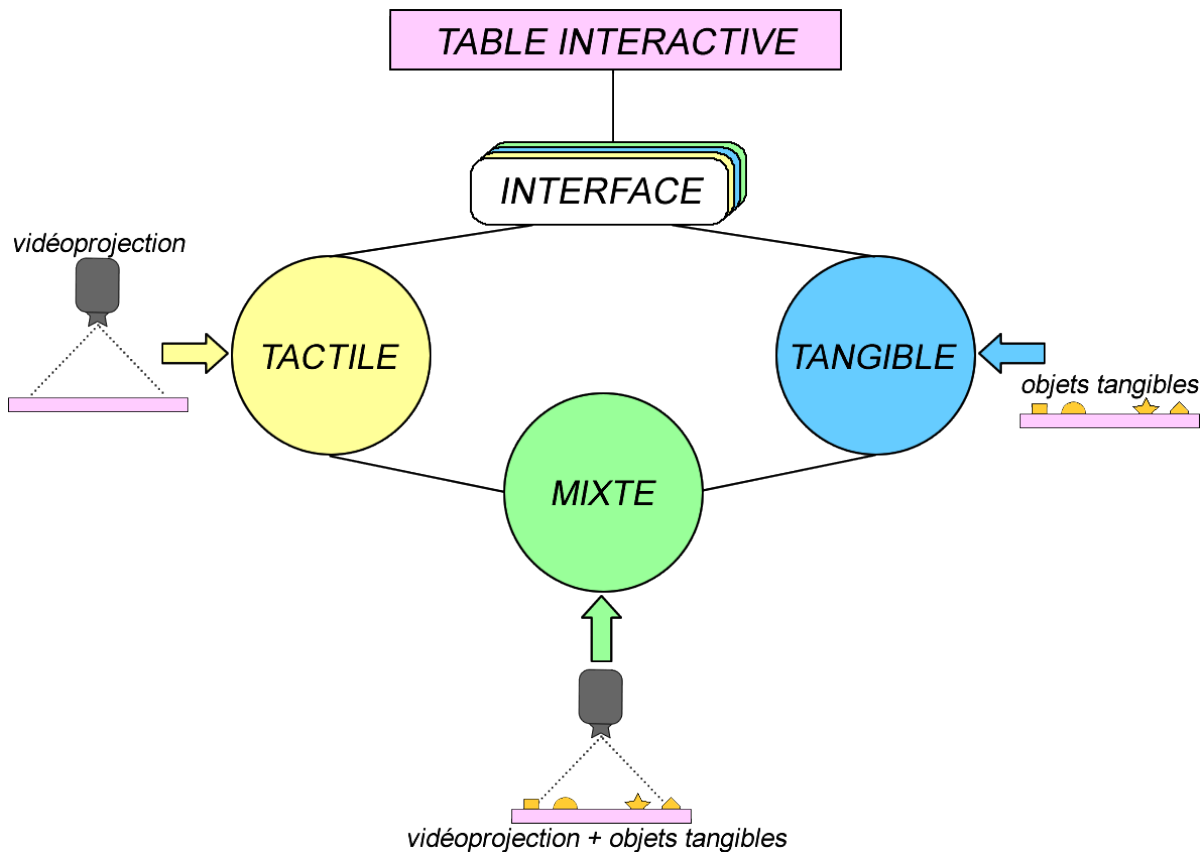 TABLE INTERACTIVE
INTERFACE
vidéoprojection
TACTILE
TANGIBLE
objets tangibles
MIXTE
vidéoprojection + objets tangibles